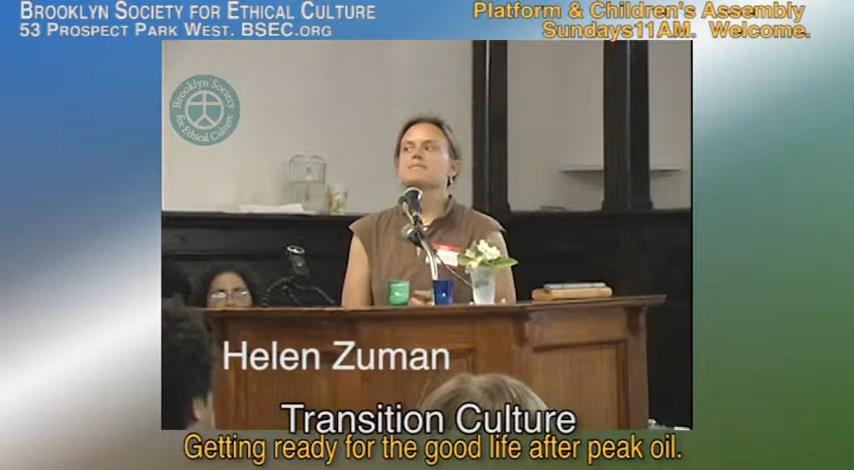 BROOKLYN SOCIETY FOR ETHICAL CULTURE
53 PROSPECT PARK WEST. BSEC.ORG
Platform & Children's Assembly
Sundays11AM. Welcome.
Brooklyn Society
for Ethical Culture
Helen Zuman
Transition Culture
Getting ready for the good life after peak oil.